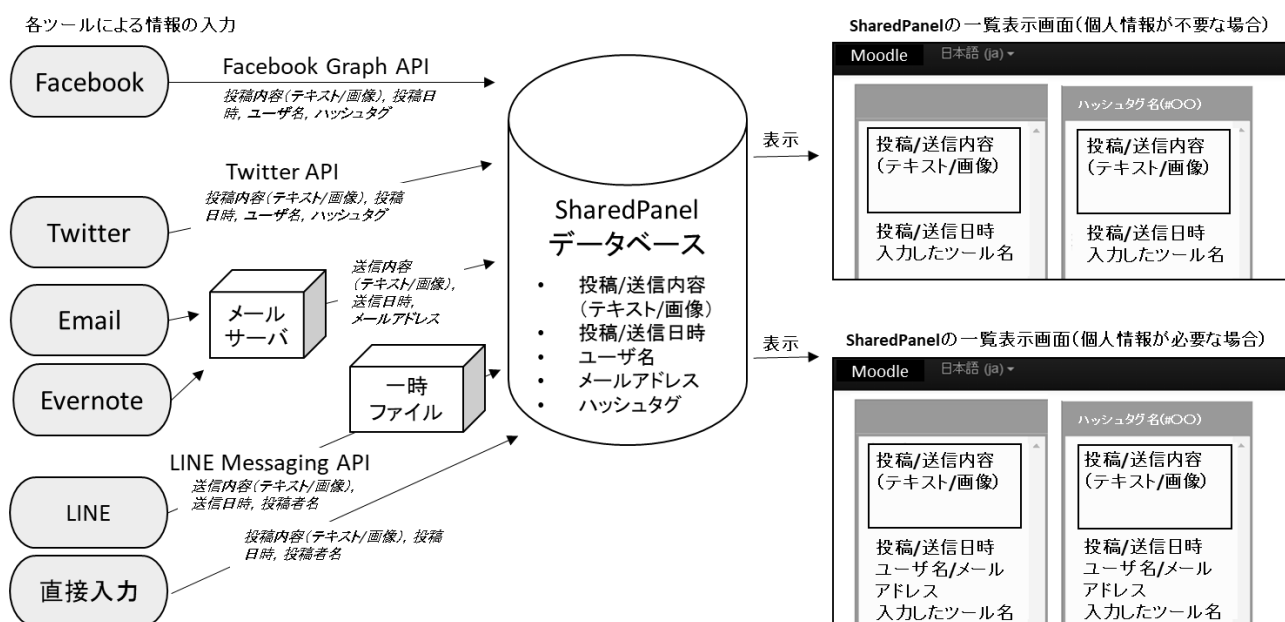 各ツールによる情報の入力
Facebook
Facebook Graph API
投稿内容(テキスト/画像), 投稿日
時, ユーザ名, ハッシュタグ
Twitter API
投稿内容(テキスト/画像), 投稿
日時, ユーザ名, ハッシュタグ
Twitter
Email
Evernote
メール
サーバ
送信内容
(テキスト/画像),
送信日時,
メールアドレス
一時
ファイル
LINE Messaging API
送信内容(テキスト/画像),
送信日時, 投稿者名
LINE
投稿内容(テキスト/画像), 投稿
日時, 投稿者名
直接入力
SharedPanel
データベース
• 投稿/送信内容
(テキスト/画像)
• 投稿/送信日時
• ユーザ名
• メールアドレス
• ハッシュタグ
表示
表示
SharedPanelの一覧表示画面(個人情報が不要な場合)
Moodle 日本語 (ja)
ハッシュタグ名(#〇〇)
投稿/送信内容
(テキスト/画像)
投稿/送信日時
入力したツール名
投稿/送信内容
(テキスト/画像)
投稿/送信日時
入力したツール名
SharedPanelの一覧表示画面(個人情報が必要な場合)
Moodle 日本語 (ja)
ハッシュタグ名(#〇〇)
投稿/送信内容
(テキスト/画像)
投稿/送信日時
ユーザ名/メール
アドレス
入力したツール名
投稿/送信内容
(テキスト/画像)
投稿/送信日時
ユーザ名/メール
アドレス
入力したツール名